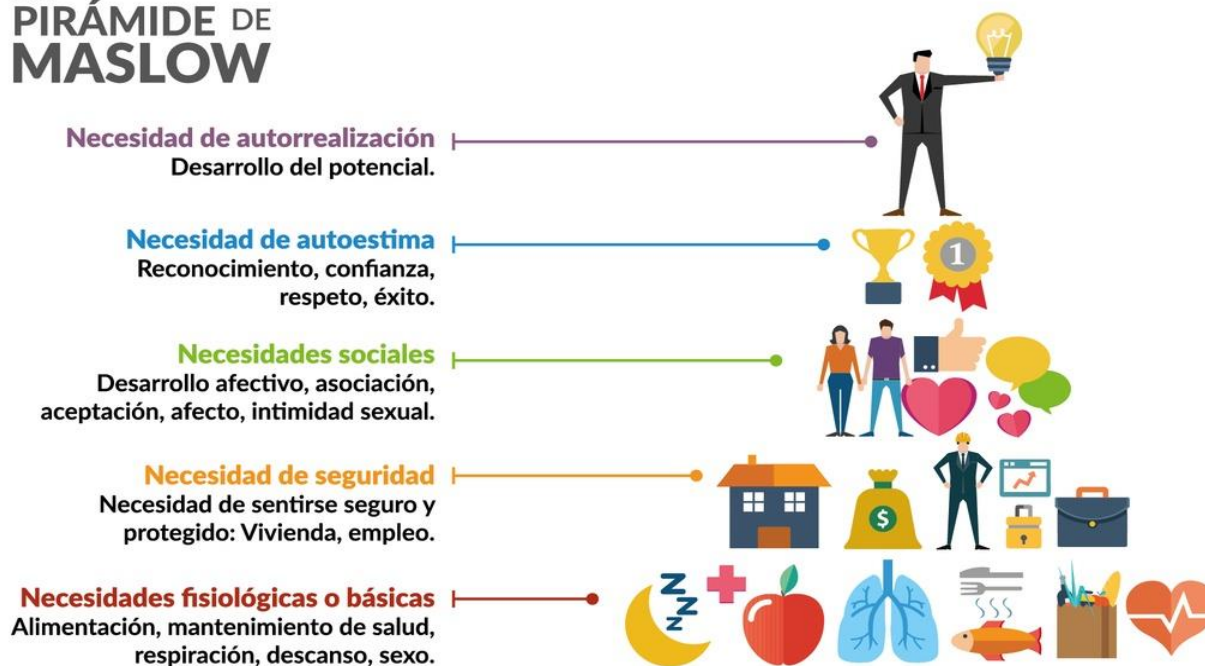 PIRÁMIDE DE
MASLOW
Necesidad de autorrealización
Desarrollo del potencial.
Necesidad de autoestima
Reconocimiento, confianza,
respeto, éxito.
1
Necesidades sociales
Desarrollo afectivo, asociación,
aceptación, afecto, intimidad sexual.
Necesidad de seguridad
Necesidad de sentirse seguro y
protegido: Vivienda, empleo.
$
Necesidades fisiológicas o básicas
Alimentación, mantenimiento de salud,
respiración, descanso, sexo.
Z
Z
Z
N